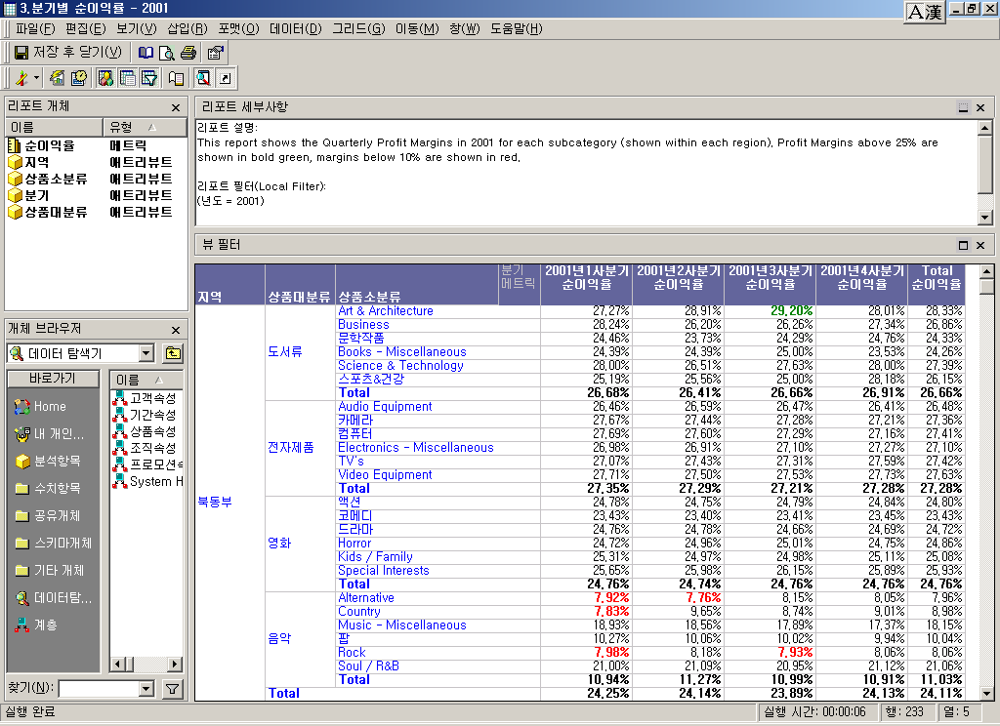 3.분기별 순이익률 - 2001
A漢
파일(F) 편집(E) 보기(V) 삽입(R) 포맷(O) 데이터(D) 그리드(G) 이동(M) 창(W) 도움말(H)
저장 후 닫기(V)
리포트 개체
이름 유형
순이익율 메트릭
지역 애트리뷰트
상품소분류 애트리뷰트
분기 애트리뷰트
상품대분류 애트리뷰트
개체 브라우저
데이터 탐색기
바로가기
Home
내 개인...
분석항목
수치항목
공유개체
스키마개체
기타 개체
데이터탐...
계층
이름
고객속성
기간속성
상품속성
조직속성
프로모션속
System H
찾기(N):
리포트 세부사항
리포트 설명:
This report shows the Quarterly Profit Margins in 2001 for each subcategory (shown within each region). Profit Margins above 25% are
shown in bold green, margins below 10% are shown in red.
리포트 필터(Local Filter):
(년도 = 2001)
뷰 필터
분기 2001년1사분기 2001년2사분기 2001년3사분기 2001년4사분기 Total
메트릭 순이익율 순이익율 순이익율 순이익율 순이익율
지역 상품대분류 상품소분류
Art & Architecture 27,27% 28,91% 29,20% 28,01% 28,33%
Business 28,24% 26,20% 26,26% 27,34% 26,86%
문학작품 24,46% 23,73% 24,29% 24,76% 24,33%
도서류 Books - Miscellaneous 24,39% 24,39% 25,00% 23,53% 24,26%
Science & Technology 28,00% 26,51% 27,63% 28,00% 27,39%
스포츠&건강 25,19% 25,56% 25,00% 28,18% 26,15%
Total 26,68% 26,41% 26,66% 26,91% 26,66%
Audio Equipment 26,46% 26,59% 26,47% 26,41% 26,48%
카메라 27,67% 27,44% 27,28% 27,21% 27,36%
컴퓨터 27,69% 27,60% 27,29% 27,16% 27,41%
전자제품 Electronics - Miscellaneous 26,98% 26,91% 27,10% 27,27% 27,10%
TV's 27,07% 27,43% 27,31% 27,59% 27,42%
Video Equipment 27,71% 27,50% 27,53% 27,73% 27,63%
Total 27,35% 27,29% 27,21% 27,28% 27,28%
북동부 액션 24,78% 24,75% 24,79% 24,84% 24,80%
코메디 23,43% 23,40% 23,41% 23,45% 23,43%
드라마 24,76% 24,78% 24,66% 24,69% 24,72%
영화 Horror 24,72% 24,96% 25,01% 24,75% 24,86%
Kids / Family 25,31% 24,97% 24,98% 25,11% 25,08%
Special Interests 25,65% 25,98% 26,15% 25,89% 25,93%
Total 24,76% 24,74% 24,76% 24,76% 24,76%
Alternative 7,92% 7,76% 8,15% 8,05% 7,96%
Country 7,83% 9,65% 8,74% 9,01% 8,98%
Music - Miscellaneous 18,93% 18,56% 17,89% 17,37% 18,15%
음악 팝 10,27% 10,06% 10,02% 9,94% 10,04%
Rock 7,98% 8,18% 7,93% 8,06% 8,06%
Soul / R&B 21,00% 21,09% 20,95% 21,12% 21,06%
Total 10,94% 11,27% 10,99% 10,91% 11,03%
Total 24,25% 24,14% 23,89% 24,13% 24,11%
실행 완료 실행 시간: 00:00:06 행: 233 열: 5